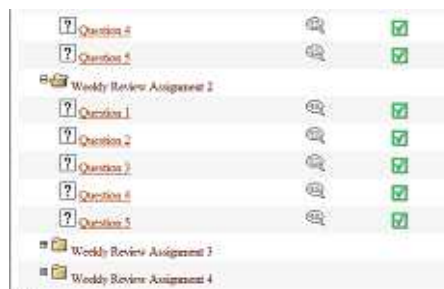 ? Question 4
? Question 5
Weekly Review Assignment 2
? Question 1
? Question 2
? Question 3
? Question 4
? Question 5
Weekly Review Assignment 3
Weekly Review Assignment 4